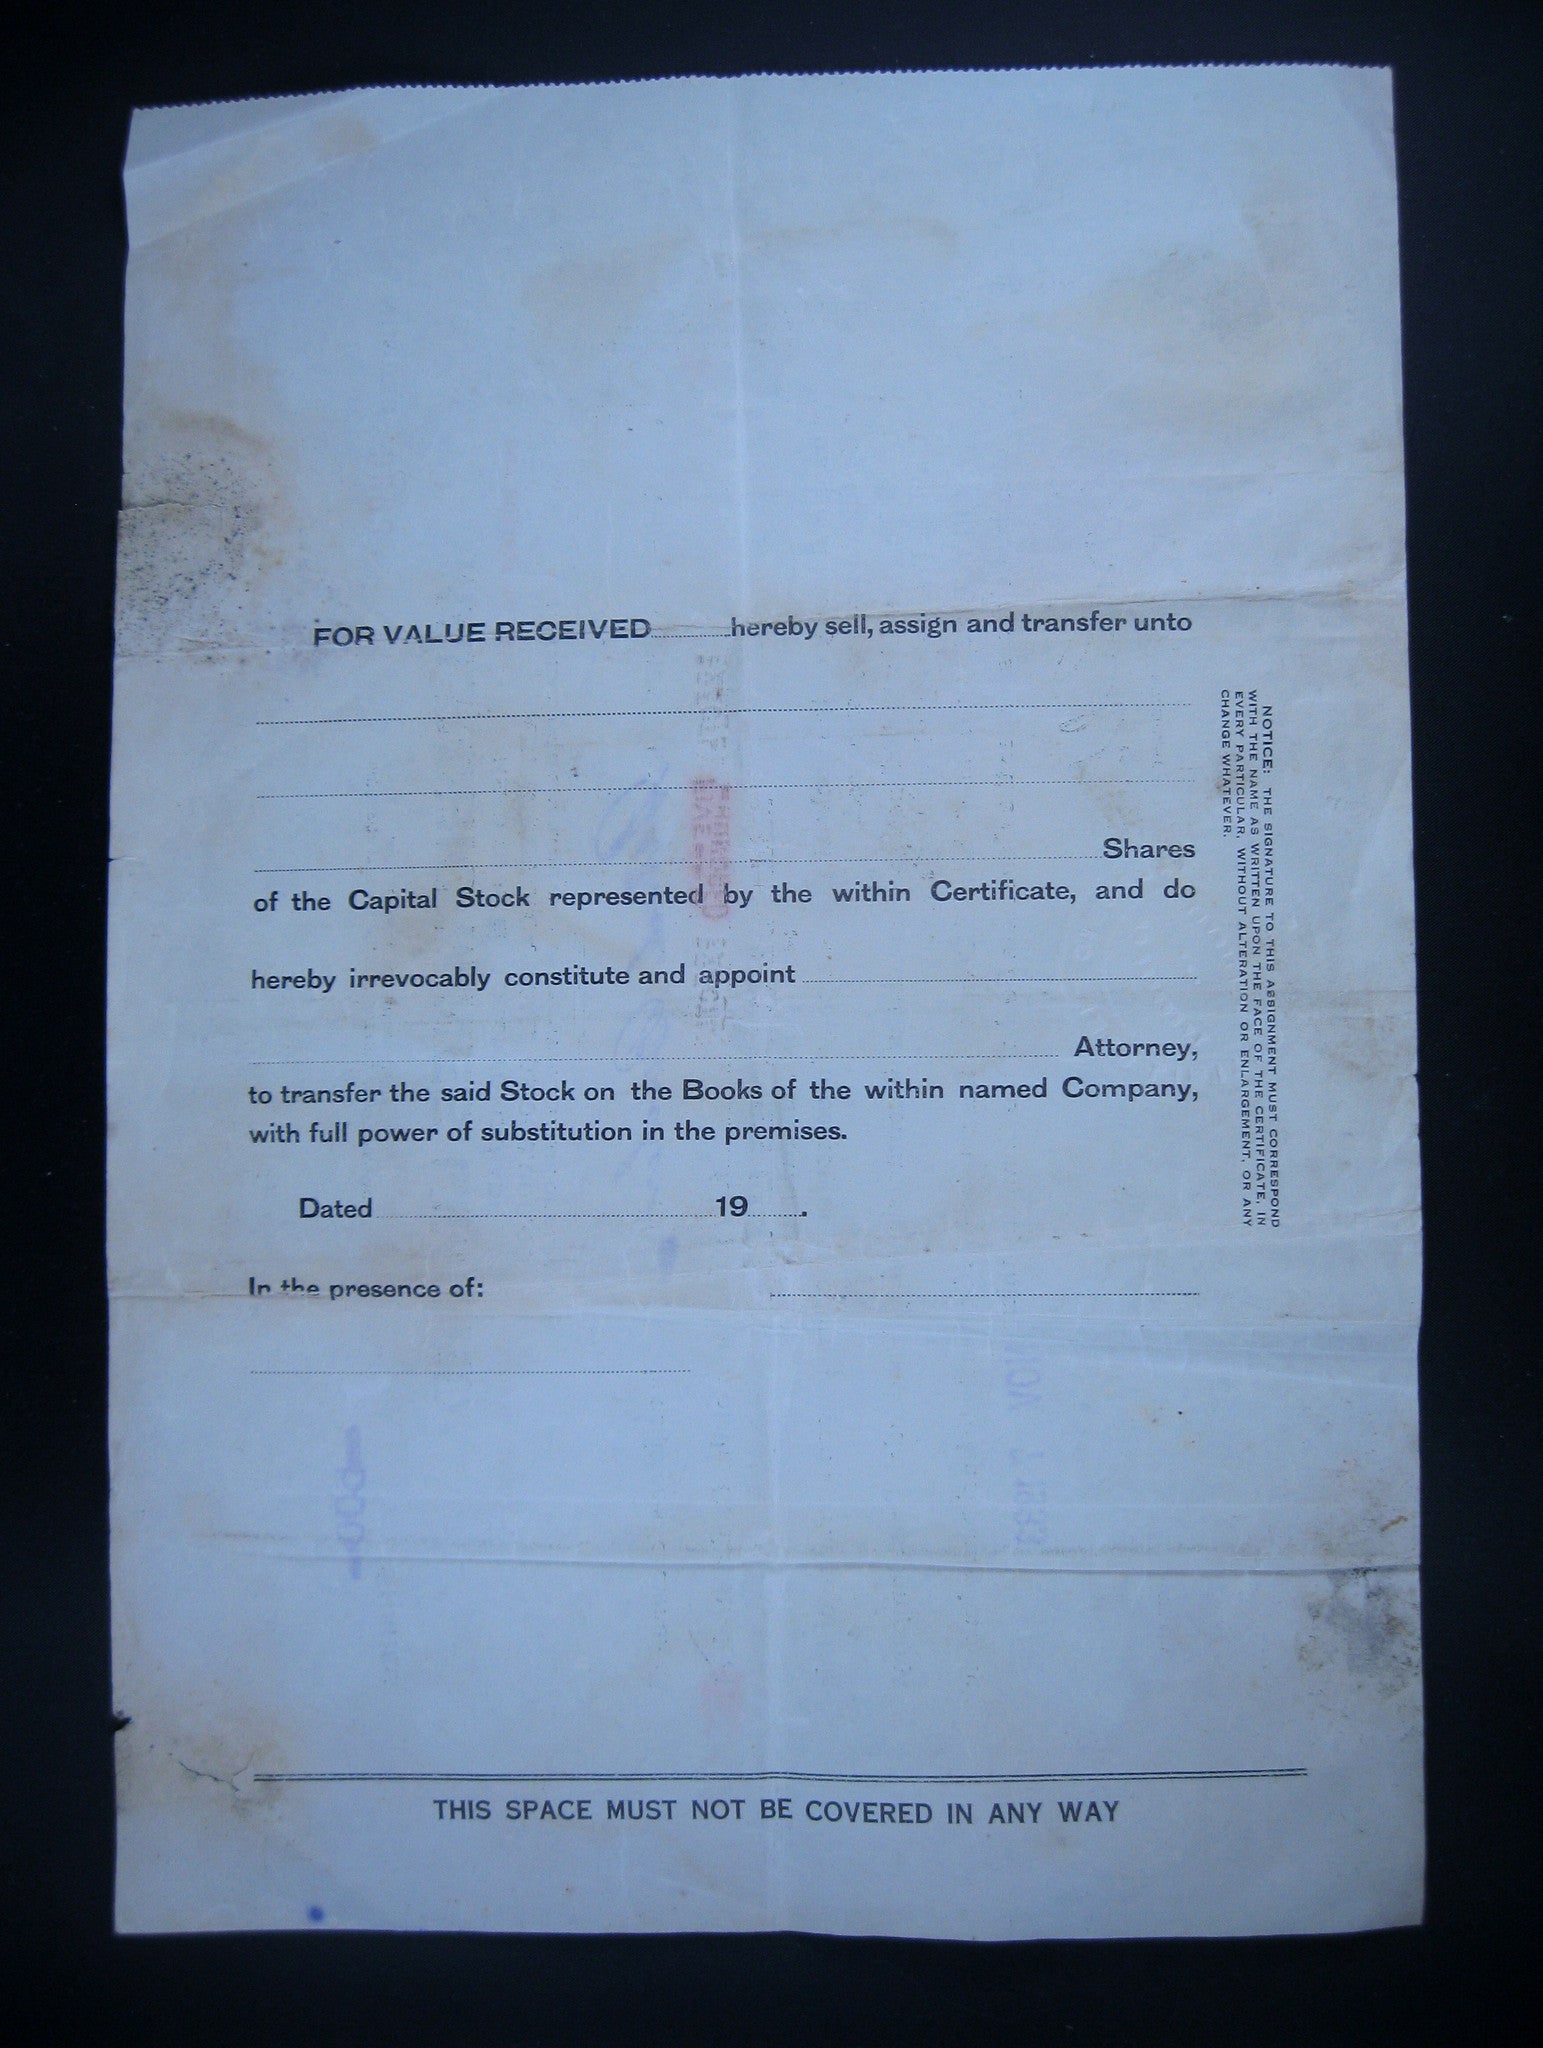 FOR VALUE RECEIVED..........hereby sell, assign and transfer unto
Shares
of the Capital Stock represented by the within Certificate, and do
hereby irrevocably constitute and appoint
Attorney,
to transfer the said Stock on the Books of the within named Company,
with full power of substitution in the premises.
Dated 19 .
In the presence of:
NOTICE: THE SIGNATURE TO THIS ASSIGNMENT MUST CORRESPOND
WITH THE NAME AS WRITTEN UPON THE FACE OF THE CERTIFICATE, IN
EVERY PARTICULAR, WITHOUT ALTERATION OR ENLARGEMENT, OR ANY
CHANGE WHATEVER.
THIS SPACE MUST NOT BE COVERED IN ANY WAY